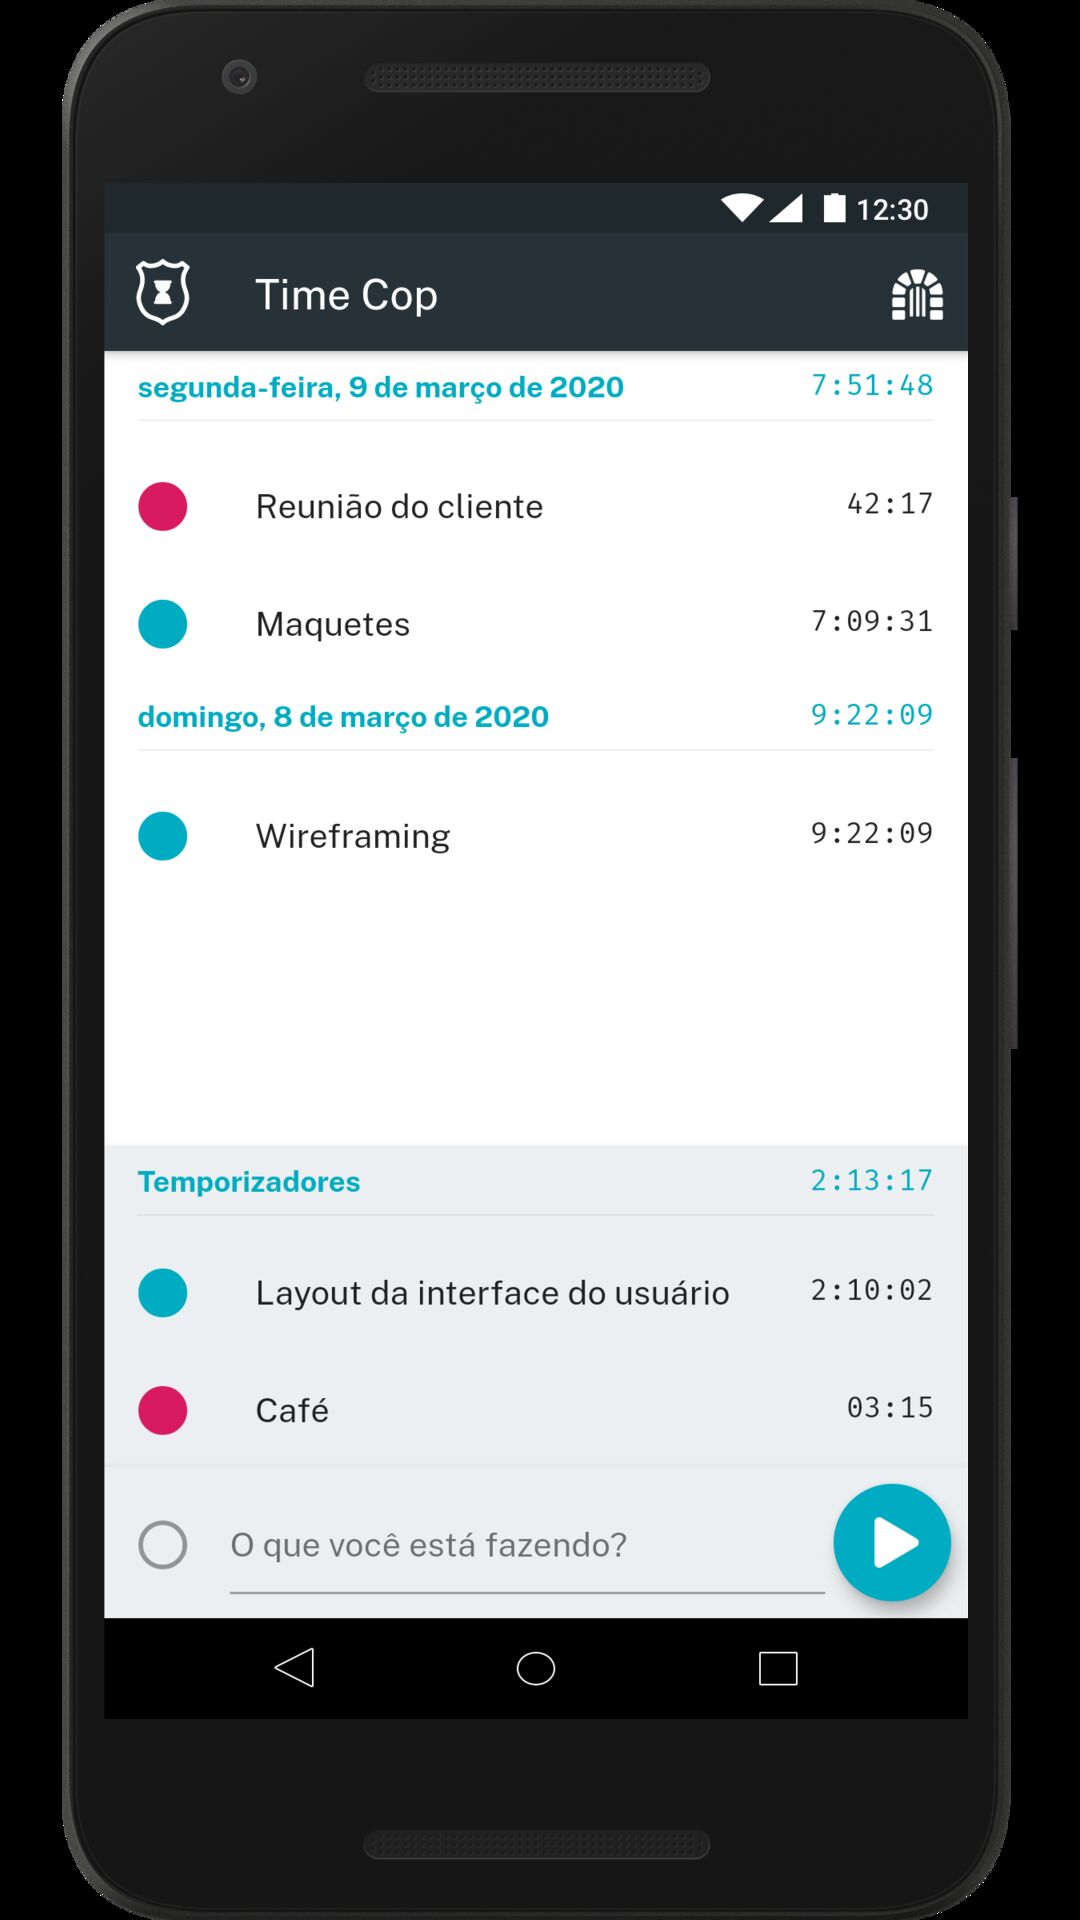 12:30
Time Cop
segunda-feira, 9 de março de 2020 7:51:48
Reunião do cliente 42:17
Maquetes 7:09:31
domingo, 8 de março de 2020 9:22:09
Wireframing 9:22:09
Temporizadores 2:13:17
Layout da interface do usuário 2:10:02
Café 03:15
O que você está fazendo?